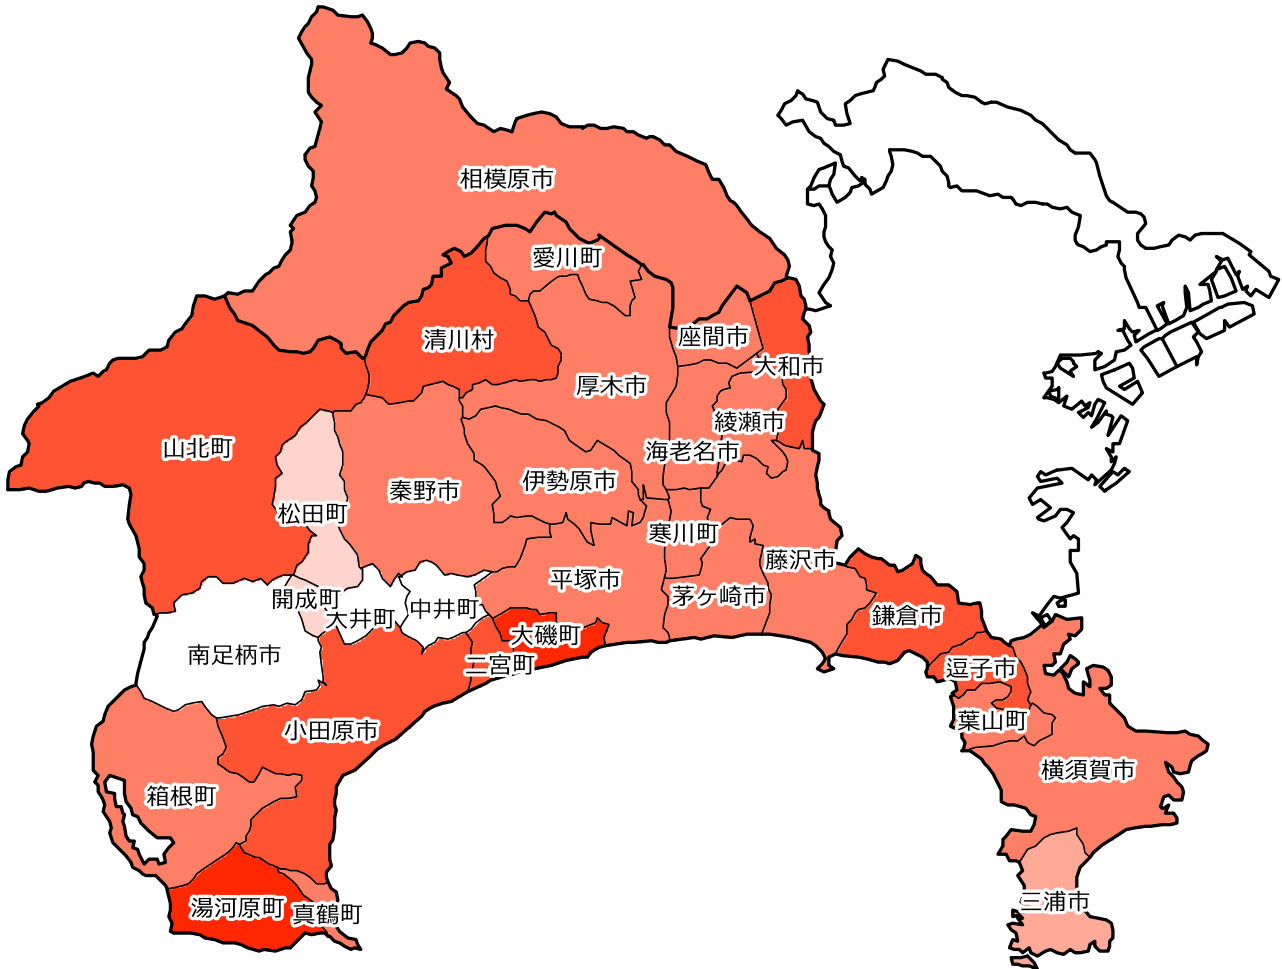 相模原市
愛川町
清川村
座間市
大和市
厚木市
綾瀬市
山北町
海老名市
伊勢原市
秦野市
松田町
寒川町
藤沢市
平塚市
茅ヶ崎市
開成町
中井町
大井町
鎌倉市
大磯町
南足柄市
二宮町
逗子市
葉山町
小田原市
横須賀市
箱根町
三浦市
湯河原町
真鶴町